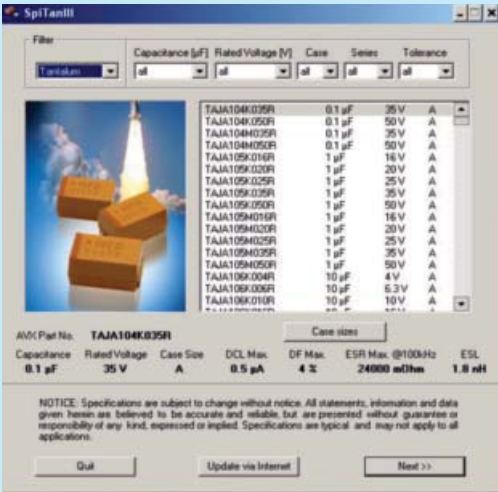 SpiTanIII
Filter
Capacitance [µF] Rated Voltage [V] Case Series Tolerance
Tantalum all all all all all
TAJA104K035R 0.1 µF 35 V A
TAJA104K050R 0.1 µF 50 V A
TAJA104M035R 0.1 µF 35 V A
TAJA104M050R 0.1 µF 50 V A
TAJA105K016R 1 µF 16 V A
TAJA105K020R 1 µF 20 V A
TAJA105K025R 1 µF 25 V A
TAJA105K035R 1 µF 35 V A
TAJA105K050R 1 µF 50 V A
TAJA105M016R 1 µF 16 V A
TAJA105M020R 1 µF 20 V A
TAJA105M025R 1 µF 25 V A
TAJA105M035R 1 µF 35 V A
TAJA105M050R 1 µF 50 V A
TAJA106K004R 10 µF 4 V A
TAJA106K006R 10 µF 6.3 V A
TAJA106K010R 10 µF 10 V A
AVX Part No. TAJA104K035R Case sizes
Capacitance Rated Voltage Case Size DCL Max. DF Max. ESR Max. @100kHz ESL
0.1 µF 35 V A 0.5 µA 4 % 24000 mOhm 1.8 nH
NOTICE: Specifications are subject to change without notice. All statements, information and data
given herein are believed to be accurate and reliable, but are presented without guarantee or
responsibility of any kind, expressed or implied. Specifications are typical and may not apply to all
applications.
Quit Update via Internet Next >>